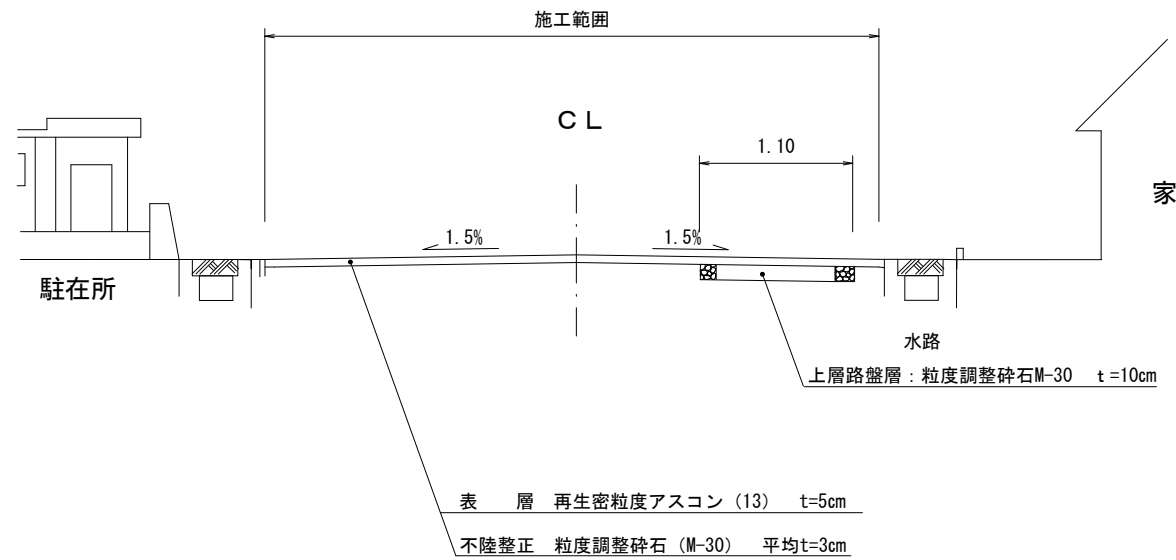 施工範囲
ＣＬ
1.10
家
1.5%
1.5%
駐在所
水路
上層路盤層：粒度調整砕石M-30　t=10cm
表　　層　再生密粒度アスコン（13）　t=5cm
不陸整正　粒度調整砕石（M-30）　平均t=3cm